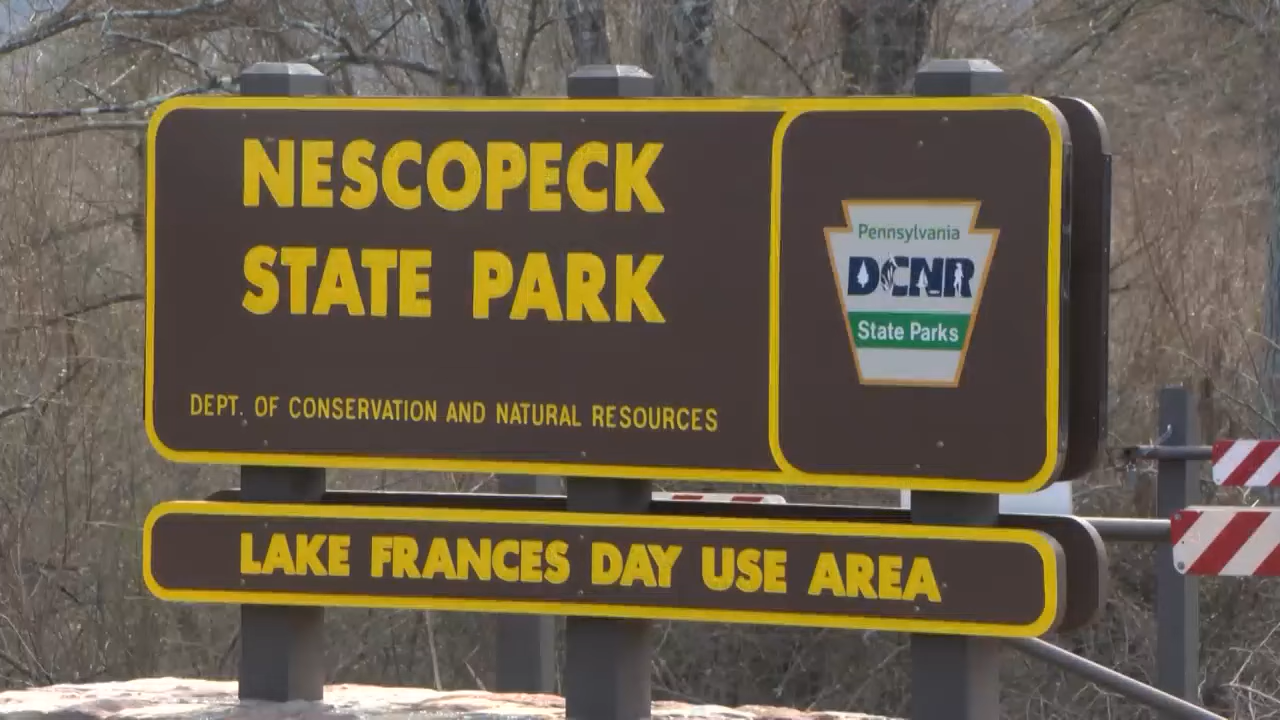 NESCOPECK
STATE PARK
DEPT. OF CONSERVATION AND NATURAL RESOURCES
Pennsylvania
DCNR
State Parks
LAKE FRANCES DAY USE AREA